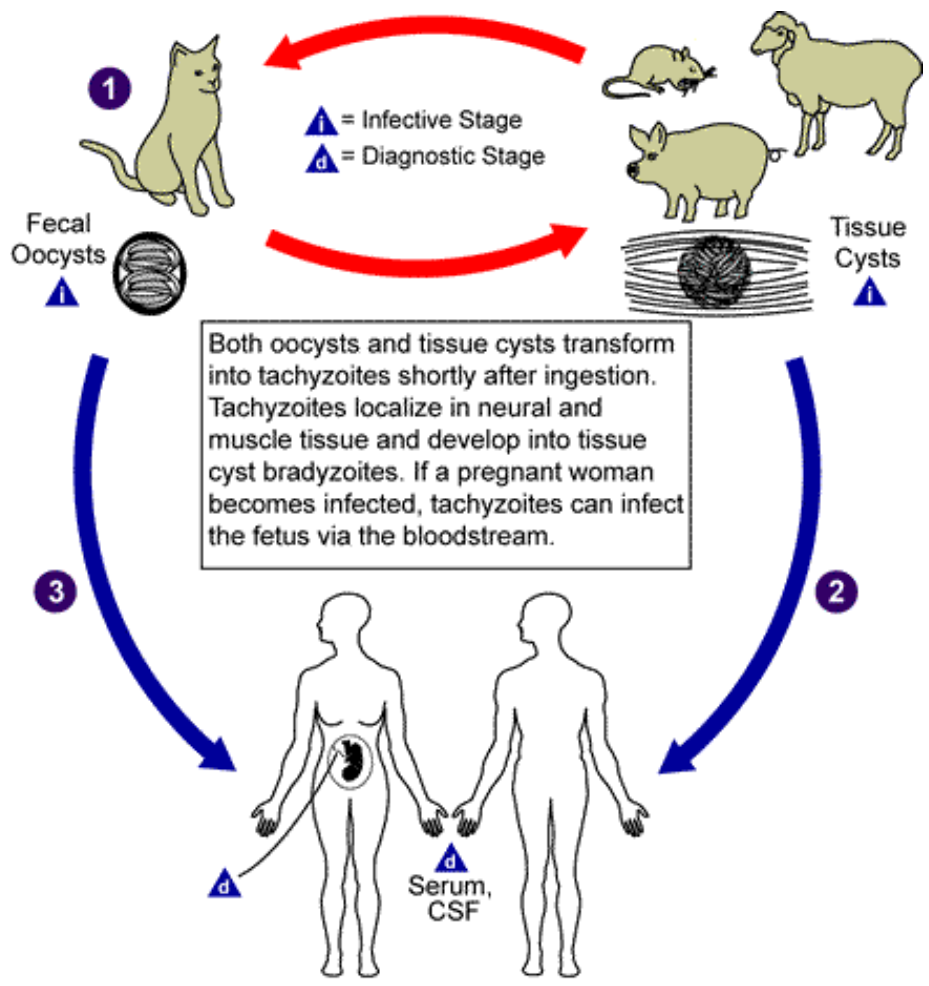 1
i = Infective Stage
d = Diagnostic Stage
Fecal
Oocysts
i
Tissue
Cysts
i
Both oocysts and tissue cysts transform
into tachyzoites shortly after ingestion.
Tachyzoites localize in neural and
muscle tissue and develop into tissue
cyst bradyzoites. If a pregnant woman
becomes infected, tachyzoites can infect
the fetus via the bloodstream.
3
2
d
d
Serum,
CSF